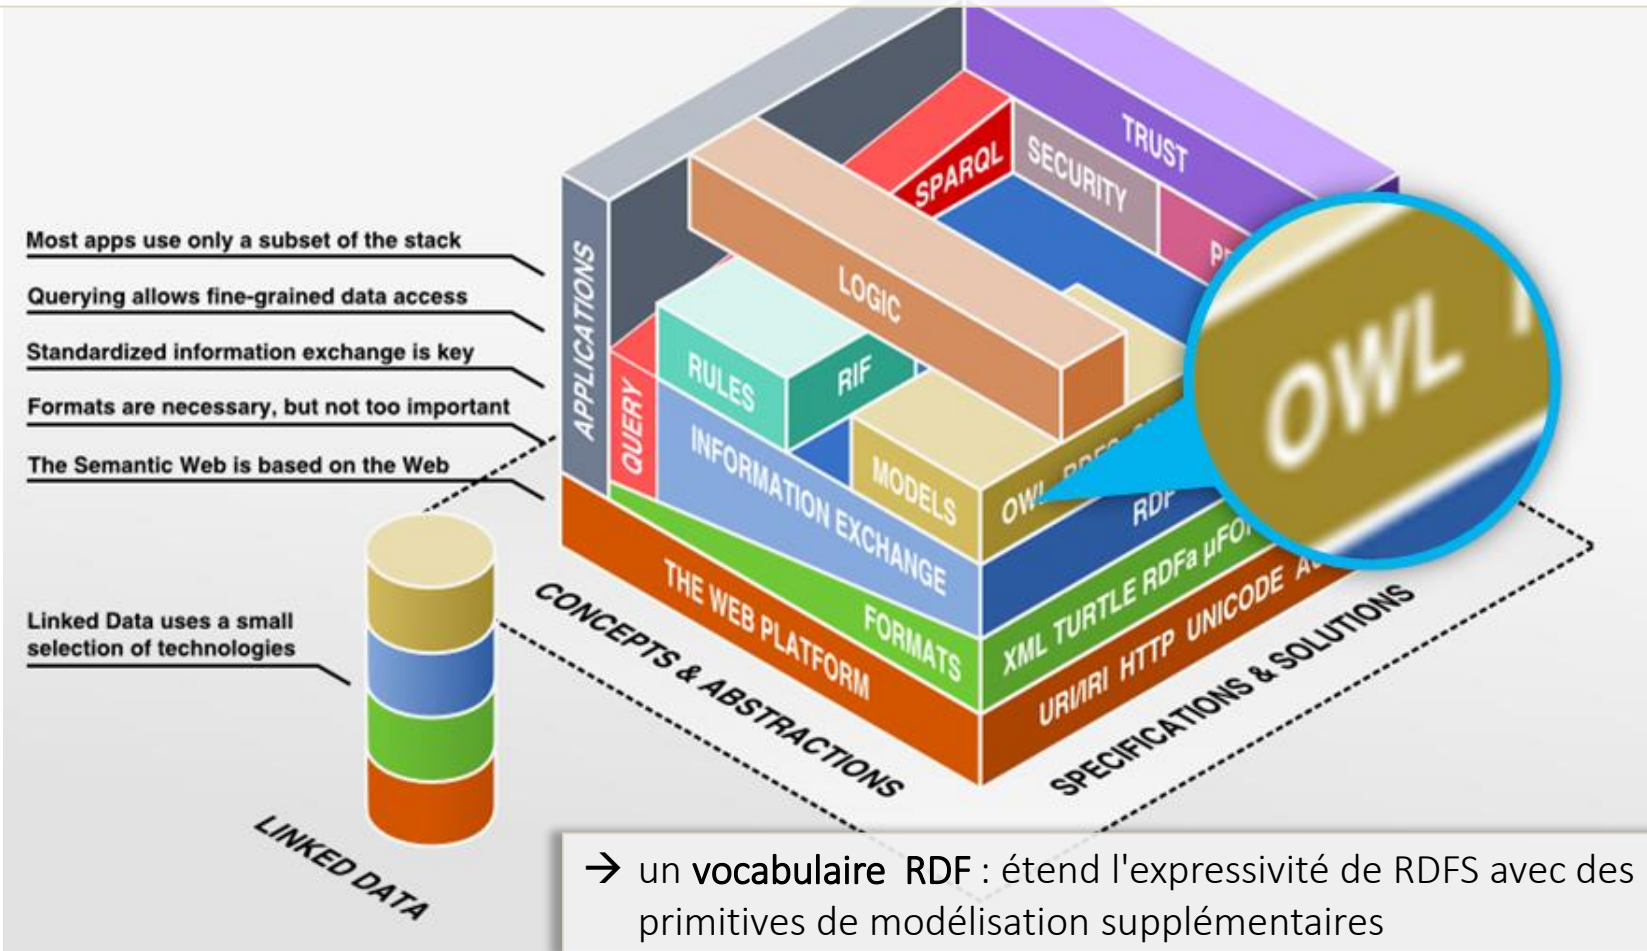 Most apps use only a subset of the stack
Querying allows fine-grained data access
Standardized information exchange is key
Formats are necessary, but not too important
The Semantic Web is based on the Web
Linked Data uses a small
selection of technologies
LINKED DATA
APPLICATIONS
QUERY
TRUST
SPARQL
SECURITY
LOGIC
RULES
RIF
MODELS
OWL
OWL
INFORMATION EXCHANGE
FORMATS
XML TURTLE RDFa
THE WEB PLATFORM
URI/IRI HTTP UNICODE
CONCEPTS & ABSTRACTIONS
SPECIFICATIONS & SOLUTIONS
→ un vocabulaire RDF : étend l'expressivité de RDFS avec des
primitives de modélisation supplémentaires